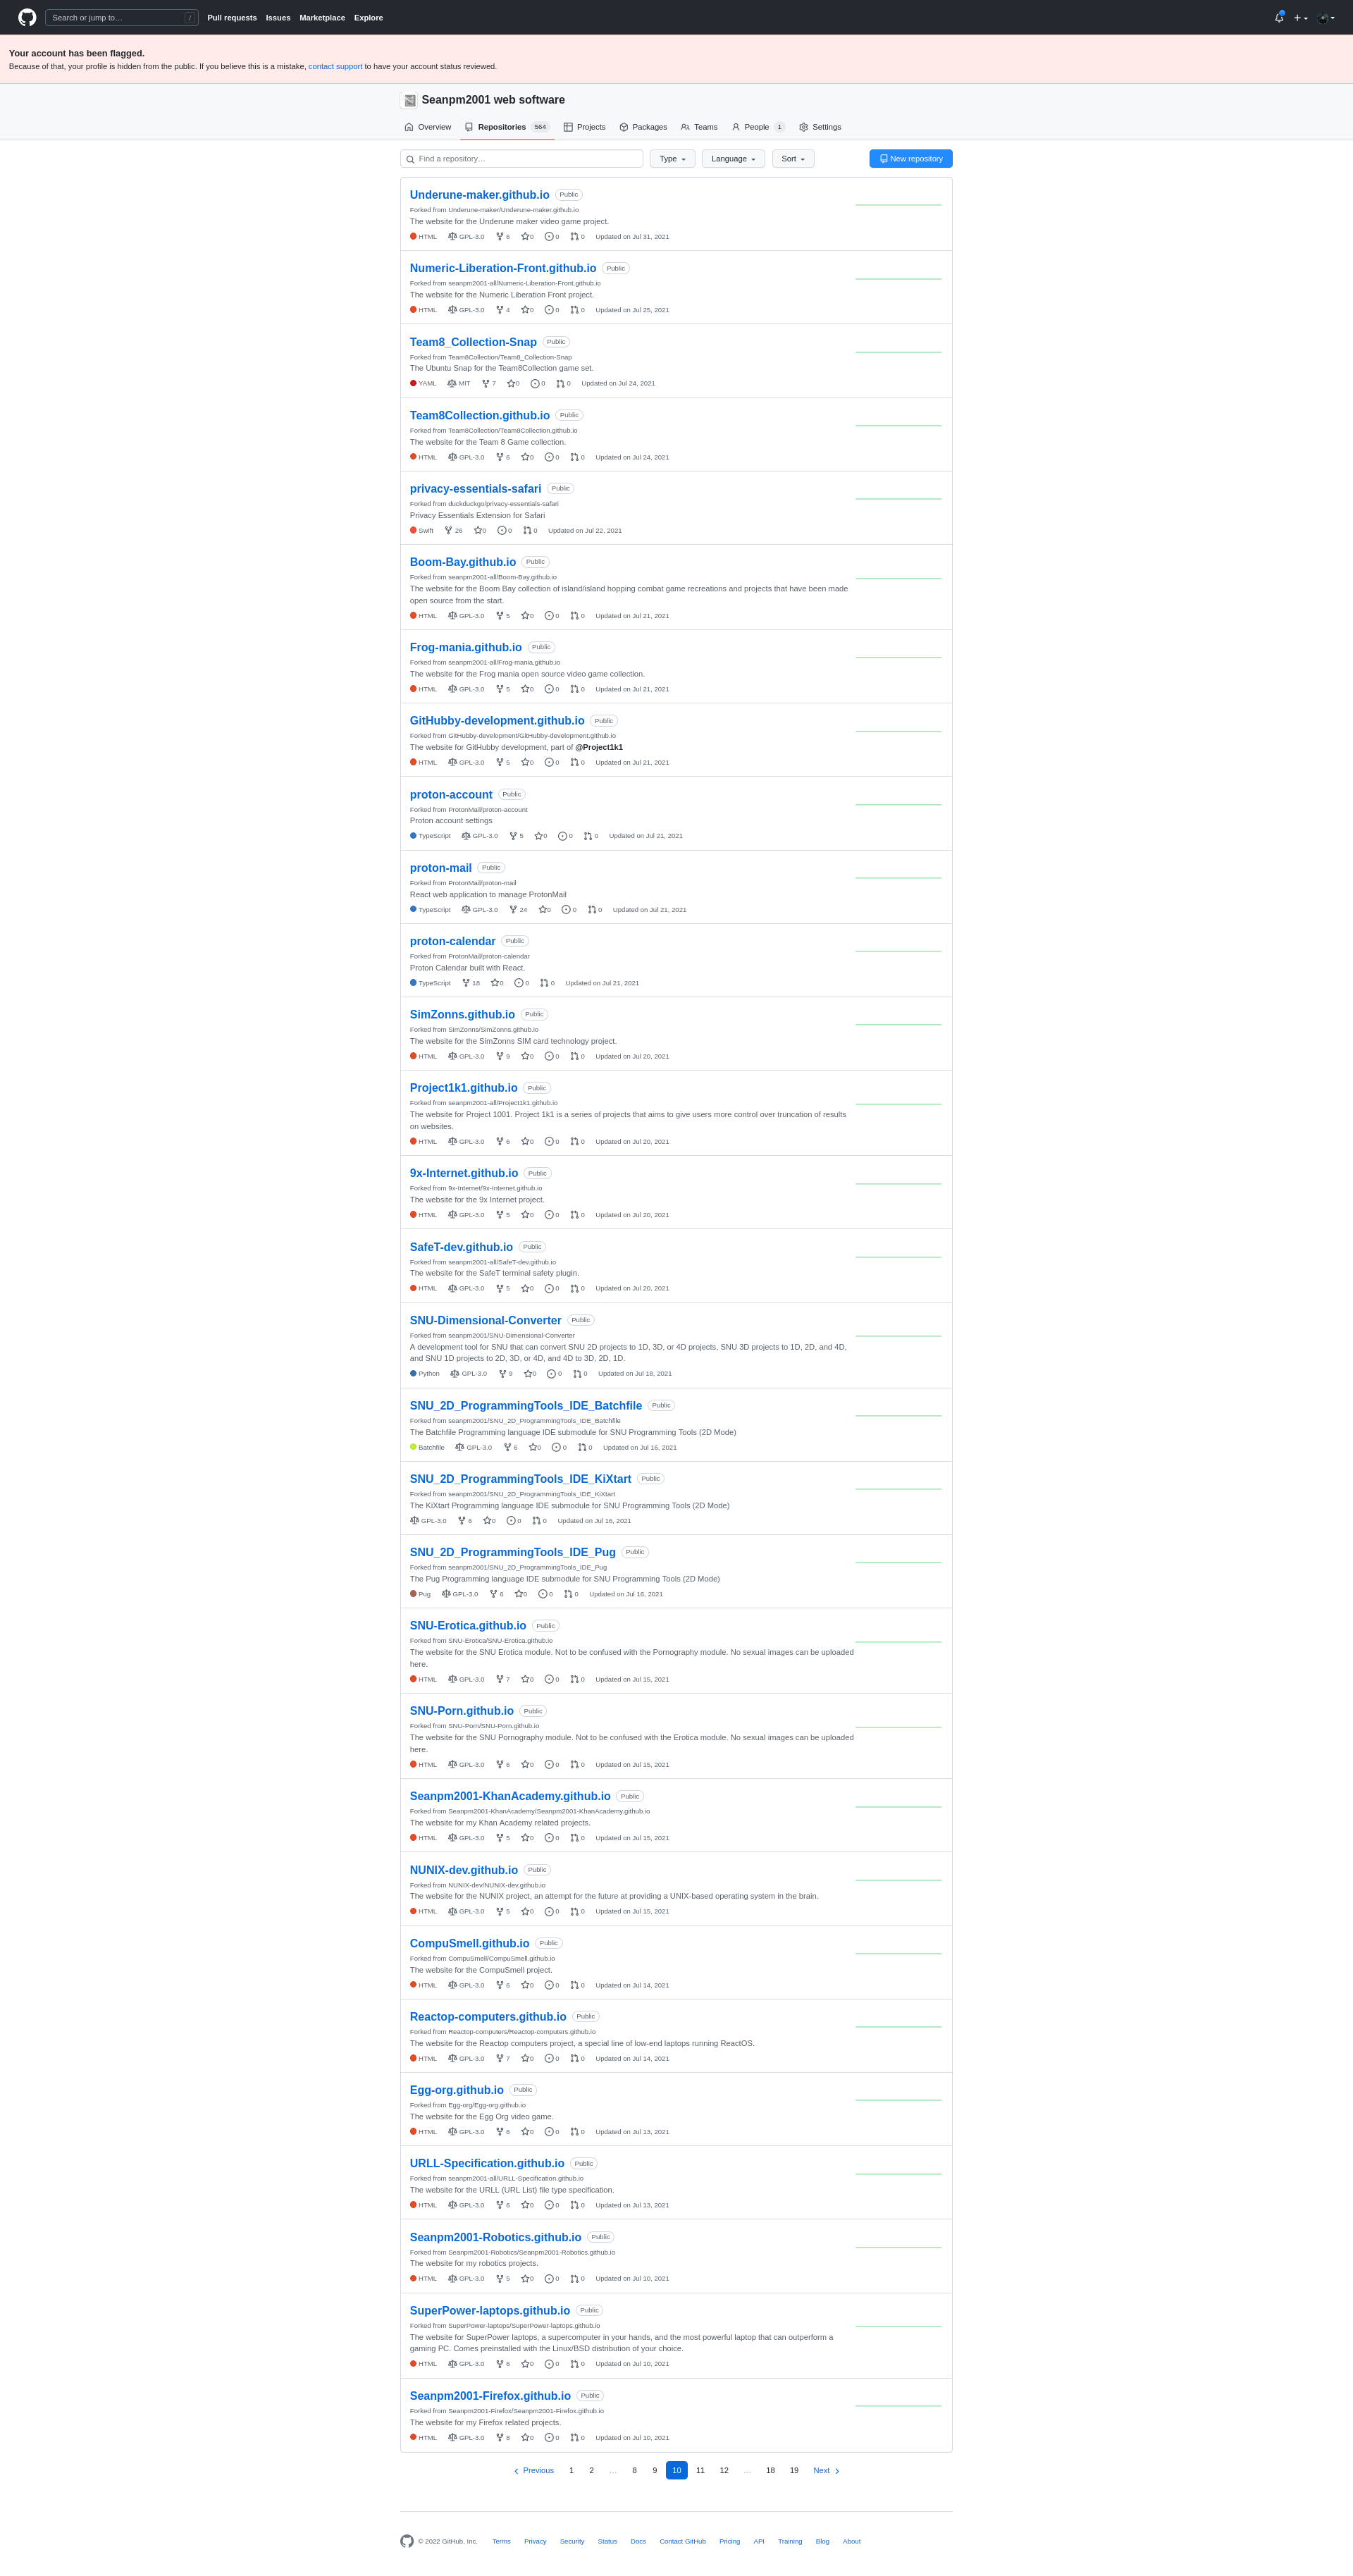 Search or jump to… /
Pull requests Issues Marketplace Explore
Your account has been flagged.
Because of that, your profile is hidden from the public. If you believe this is a mistake, contact support to have your account status reviewed.
Seanpm2001 web software
Overview Repositories 564 Projects Packages Teams People 1 Settings
Find a repository… Type Language Sort New repository
Underune-maker.github.io Public
Forked from Underune-maker/Underune-maker.github.io
The website for the Underune maker video game project.
HTML GPL-3.0 6 0 0 0 Updated on Jul 31, 2021
Numeric-Liberation-Front.github.io Public
Forked from seanpm2001-all/Numeric-Liberation-Front.github.io
The website for the Numeric Liberation Front project.
HTML GPL-3.0 4 0 0 0 Updated on Jul 25, 2021
Team8_Collection-Snap Public
Forked from Team8Collection/Team8_Collection-Snap
The Ubuntu Snap for the Team8Collection game set.
YAML MIT 7 0 0 0 Updated on Jul 24, 2021
Team8Collection.github.io Public
Forked from Team8Collection/Team8Collection.github.io
The website for the Team 8 Game collection.
HTML GPL-3.0 6 0 0 0 Updated on Jul 24, 2021
privacy-essentials-safari Public
Forked from duckduckgo/privacy-essentials-safari
Privacy Essentials Extension for Safari
Swift 26 0 0 0 Updated on Jul 22, 2021
Boom-Bay.github.io Public
Forked from seanpm2001-all/Boom-Bay.github.io
The website for the Boom Bay collection of island/island hopping combat game recreations and projects that have been made
open source from the start.
HTML GPL-3.0 5 0 0 0 Updated on Jul 21, 2021
Frog-mania.github.io Public
Forked from seanpm2001-all/Frog-mania.github.io
The website for the Frog mania open source video game collection.
HTML GPL-3.0 5 0 0 0 Updated on Jul 21, 2021
GitHubby-development.github.io Public
Forked from GitHubby-development/GitHubby-development.github.io
The website for GitHubby development, part of @Project1k1
HTML GPL-3.0 5 0 0 0 Updated on Jul 21, 2021
proton-account Public
Forked from ProtonMail/proton-account
Proton account settings
TypeScript GPL-3.0 5 0 0 0 Updated on Jul 21, 2021
proton-mail Public
Forked from ProtonMail/proton-mail
React web application to manage ProtonMail
TypeScript GPL-3.0 24 0 0 0 Updated on Jul 21, 2021
proton-calendar Public
Forked from ProtonMail/proton-calendar
Proton Calendar built with React.
TypeScript 18 0 0 0 Updated on Jul 21, 2021
SimZonns.github.io Public
Forked from SimZonns/SimZonns.github.io
The website for the SimZonns SIM card technology project.
HTML GPL-3.0 9 0 0 0 Updated on Jul 20, 2021
Project1k1.github.io Public
Forked from seanpm2001-all/Project1k1.github.io
The website for Project 1001. Project 1k1 is a series of projects that aims to give users more control over truncation of results
on websites.
HTML GPL-3.0 6 0 0 0 Updated on Jul 20, 2021
9x-Internet.github.io Public
Forked from 9x-Internet/9x-Internet.github.io
The website for the 9x Internet project.
HTML GPL-3.0 5 0 0 0 Updated on Jul 20, 2021
SafeT-dev.github.io Public
Forked from seanpm2001-all/SafeT-dev.github.io
The website for the SafeT terminal safety plugin.
HTML GPL-3.0 5 0 0 0 Updated on Jul 20, 2021
SNU-Dimensional-Converter Public
Forked from seanpm2001/SNU-Dimensional-Converter
A development tool for SNU that can convert SNU 2D projects to 1D, 3D, or 4D projects, SNU 3D projects to 1D, 2D, and 4D,
and SNU 1D projects to 2D, 3D, or 4D, and 4D to 3D, 2D, 1D.
Python GPL-3.0 9 0 0 0 Updated on Jul 18, 2021
SNU_2D_ProgrammingTools_IDE_Batchfile Public
Forked from seanpm2001/SNU_2D_ProgrammingTools_IDE_Batchfile
The Batchfile Programming language IDE submodule for SNU Programming Tools (2D Mode)
Batchfile GPL-3.0 6 0 0 0 Updated on Jul 16, 2021
SNU_2D_ProgrammingTools_IDE_KiXtart Public
Forked from seanpm2001/SNU_2D_ProgrammingTools_IDE_KiXtart
The KiXtart Programming language IDE submodule for SNU Programming Tools (2D Mode)
GPL-3.0 6 0 0 0 Updated on Jul 16, 2021
SNU_2D_ProgrammingTools_IDE_Pug Public
Forked from seanpm2001/SNU_2D_ProgrammingTools_IDE_Pug
The Pug Programming language IDE submodule for SNU Programming Tools (2D Mode)
Pug GPL-3.0 6 0 0 0 Updated on Jul 16, 2021
SNU-Erotica.github.io Public
Forked from SNU-Erotica/SNU-Erotica.github.io
The website for the SNU Erotica module. Not to be confused with the Pornography module. No sexual images can be uploaded
here.
HTML GPL-3.0 7 0 0 0 Updated on Jul 15, 2021
SNU-Porn.github.io Public
Forked from SNU-Porn/SNU-Porn.github.io
The website for the SNU Pornography module. Not to be confused with the Erotica module. No sexual images can be uploaded
here.
HTML GPL-3.0 6 0 0 0 Updated on Jul 15, 2021
Seanpm2001-KhanAcademy.github.io Public
Forked from Seanpm2001-KhanAcademy/Seanpm2001-KhanAcademy.github.io
The website for my Khan Academy related projects.
HTML GPL-3.0 5 0 0 0 Updated on Jul 15, 2021
NUNIX-dev.github.io Public
Forked from NUNIX-dev/NUNIX-dev.github.io
The website for the NUNIX project, an attempt for the future at providing a UNIX-based operating system in the brain.
HTML GPL-3.0 5 0 0 0 Updated on Jul 15, 2021
CompuSmell.github.io Public
Forked from CompuSmell/CompuSmell.github.io
The website for the CompuSmell project.
HTML GPL-3.0 6 0 0 0 Updated on Jul 14, 2021
Reactop-computers.github.io Public
Forked from Reactop-computers/Reactop-computers.github.io
The website for the Reactop computers project, a special line of low-end laptops running ReactOS.
HTML GPL-3.0 7 0 0 0 Updated on Jul 14, 2021
Egg-org.github.io Public
Forked from Egg-org/Egg-org.github.io
The website for the Egg Org video game.
HTML GPL-3.0 6 0 0 0 Updated on Jul 13, 2021
URLL-Specification.github.io Public
Forked from seanpm2001-all/URLL-Specification.github.io
The website for the URLL (URL List) file type specification.
HTML GPL-3.0 6 0 0 0 Updated on Jul 13, 2021
Seanpm2001-Robotics.github.io Public
Forked from Seanpm2001-Robotics/Seanpm2001-Robotics.github.io
The website for my robotics projects.
HTML GPL-3.0 5 0 0 0 Updated on Jul 10, 2021
SuperPower-laptops.github.io Public
Forked from SuperPower-laptops/SuperPower-laptops.github.io
The website for SuperPower laptops, a supercomputer in your hands, and the most powerful laptop that can outperform a
gaming PC. Comes preinstalled with the Linux/BSD distribution of your choice.
HTML GPL-3.0 6 0 0 0 Updated on Jul 10, 2021
Seanpm2001-Firefox.github.io Public
Forked from Seanpm2001-Firefox/Seanpm2001-Firefox.github.io
The website for my Firefox related projects.
HTML GPL-3.0 8 0 0 0 Updated on Jul 10, 2021
Previous 1 2 … 8 9 10 11 12 … 18 19 Next
© 2022 GitHub, Inc. Terms Privacy Security Status Docs Contact GitHub Pricing API Training Blog About